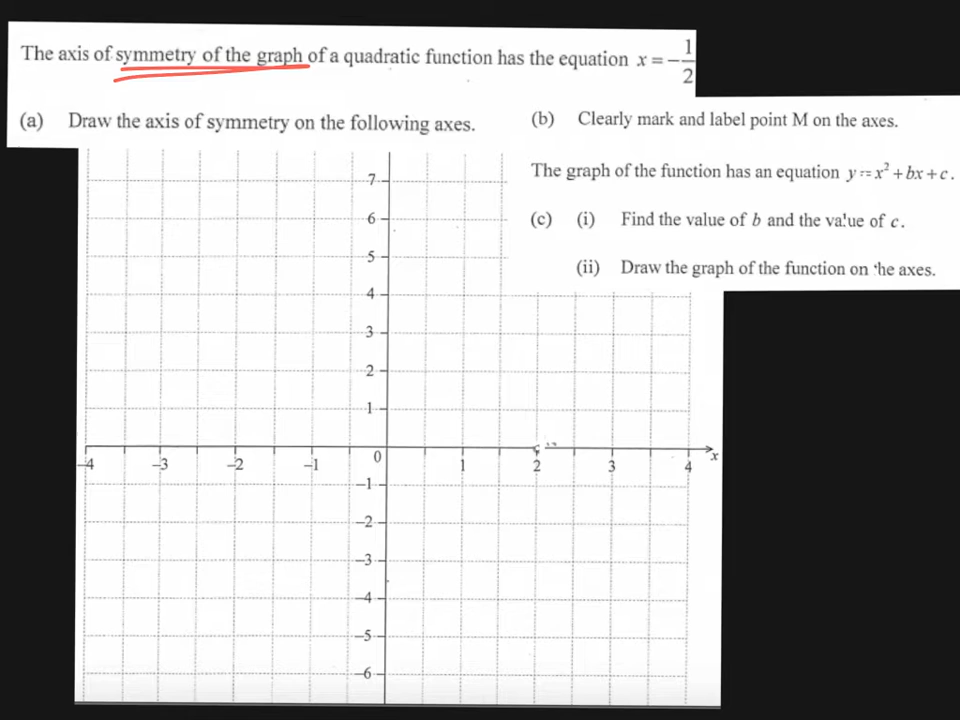 The axis of symmetry of the graph of a quadratic function has the equation x = -1/2
(a) Draw the axis of symmetry on the following axes.
(b) Clearly mark and label point M on the axes.
The graph of the function has an equation y = x² + bx + c.
(c) (i) Find the value of b and the value of c.
(ii) Draw the graph of the function on the axes.
7
6
5
4
3
2
1
-4 -3 -2 -1 0 1 2 3 4 x
-1
-2
-3
-4
-5
-6